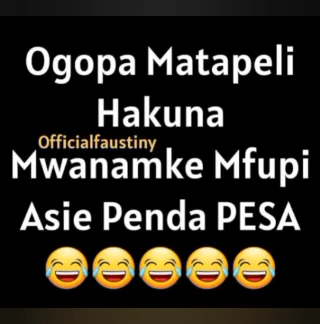 Ogopa Matapeli
Hakuna
Officialfaustiny
Mwanamke Mfupi
Asie Penda PESA
😂😂😂😂😂